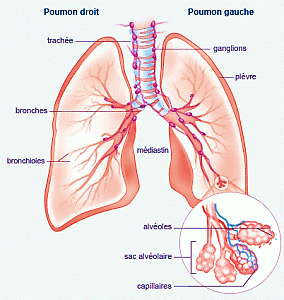 Poumon droit
Poumon gauche
trachée
ganglions
plèvre
bronches
médiastin
bronchioles
alvéoles
sac alvéolaire
capillaires